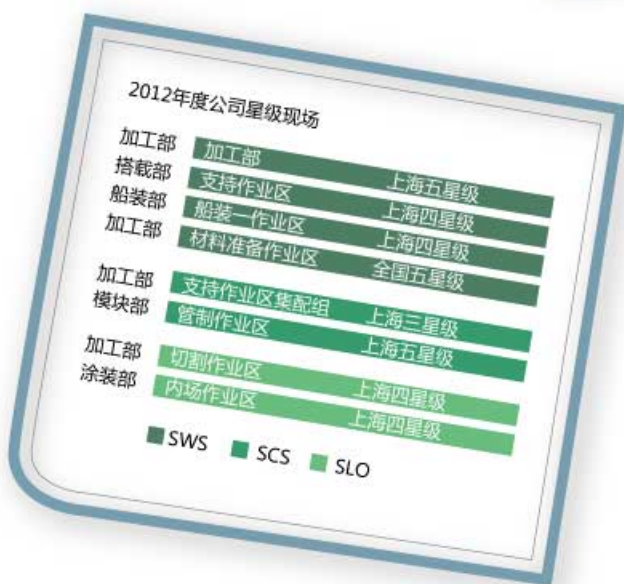 2012年度公司星级现场
加工部 加工部 上海五星级
搭载部 支持作业区 上海四星级
船装部 船装一作业区 上海四星级
加工部 材料准备作业区 全国五星级
加工部 支持作业区集配组 上海三星级
模块部 管制作业区 上海五星级
加工部 切割作业区 上海四星级
涂装部 内场作业区 上海四星级
SWS SCS SLO